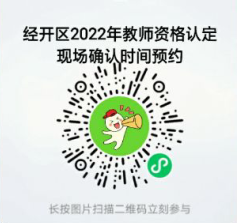 经开区2022年教师资格认定
现场确认时间预约
长按图片扫描二维码立刻参与